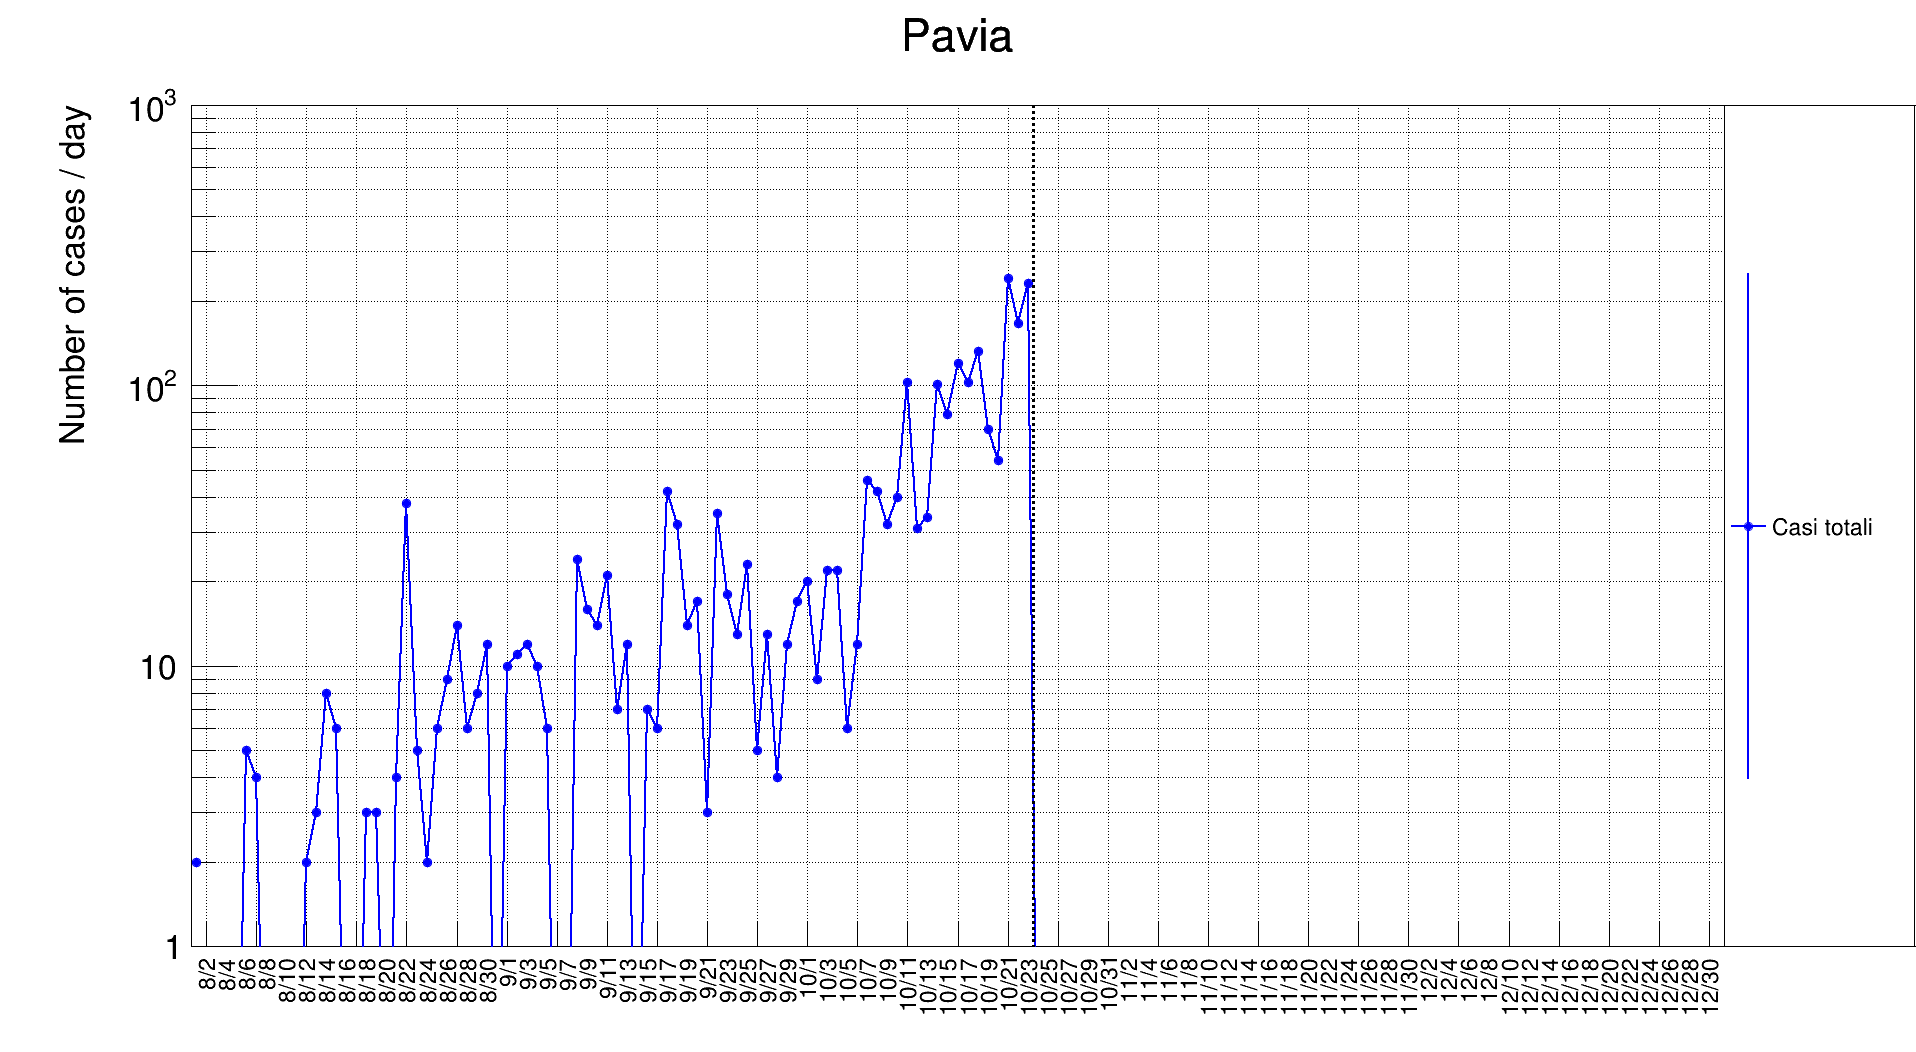 Pavia
Number of cases / day
10³
10²
10
1
8/2 8/4 8/6 8/8 8/10 8/12 8/14 8/16 8/18 8/20 8/22 8/24 8/26 8/28 8/30 9/1 9/3 9/5 9/7 9/9 9/11 9/13 9/15 9/17 9/19 9/21 9/23 9/25 9/27 9/29 10/1 10/3 10/5 10/7 10/9 10/11 10/13 10/15 10/17 10/19 10/21 10/23 10/25 10/27 10/29 10/31 11/2 11/4 11/6 11/8 11/10 11/12 11/14 11/16 11/18 11/20 11/22 11/24 11/26 11/28 11/30 12/2 12/4 12/6 12/8 12/10 12/12 12/14 12/16 12/18 12/20 12/22 12/24 12/26 12/28 12/30
Casi totali